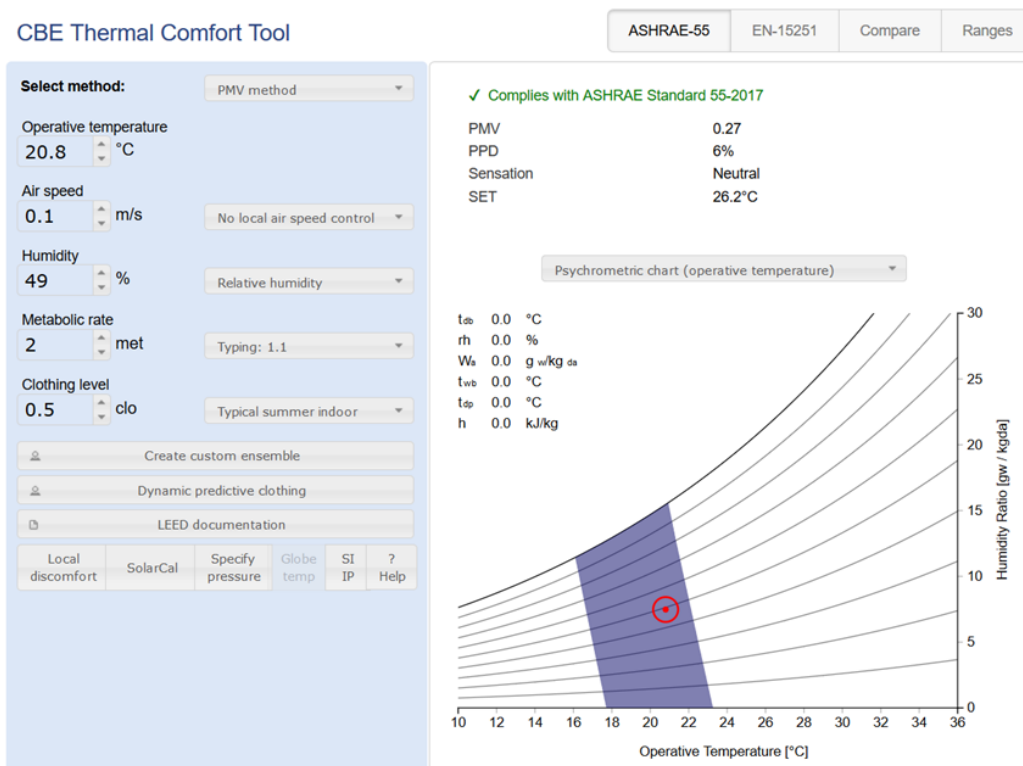 CBE Thermal Comfort Tool
ASHRAE-55 EN-15251 Compare Ranges
Select method: PMV method
Operative temperature
20.8 °C
Air speed
0.1 m/s No local air speed control
Humidity
49 % Relative humidity
Metabolic rate
2 met Typing: 1.1
Clothing level
0.5 clo Typical summer indoor
Create custom ensemble
Dynamic predictive clothing
LEED documentation
Local discomfort
SolarCal
Specify pressure
Globe temp
SI IP
? Help
✓ Complies with ASHRAE Standard 55-2017
PMV 0.27
PPD 6%
Sensation Neutral
SET 26.2°C
Psychrometric chart (operative temperature)
tdb 0.0 °C
rh 0.0 %
Wa 0.0 g w/kg da
twb 0.0 °C
tdp 0.0 °C
h 0.0 kJ/kg
30
25
20
15
10
5
0
Humidity Ratio [gw / kgda]
10 12 14 16 18 20 22 24 26 28 30 32 34 36
Operative Temperature [°C]